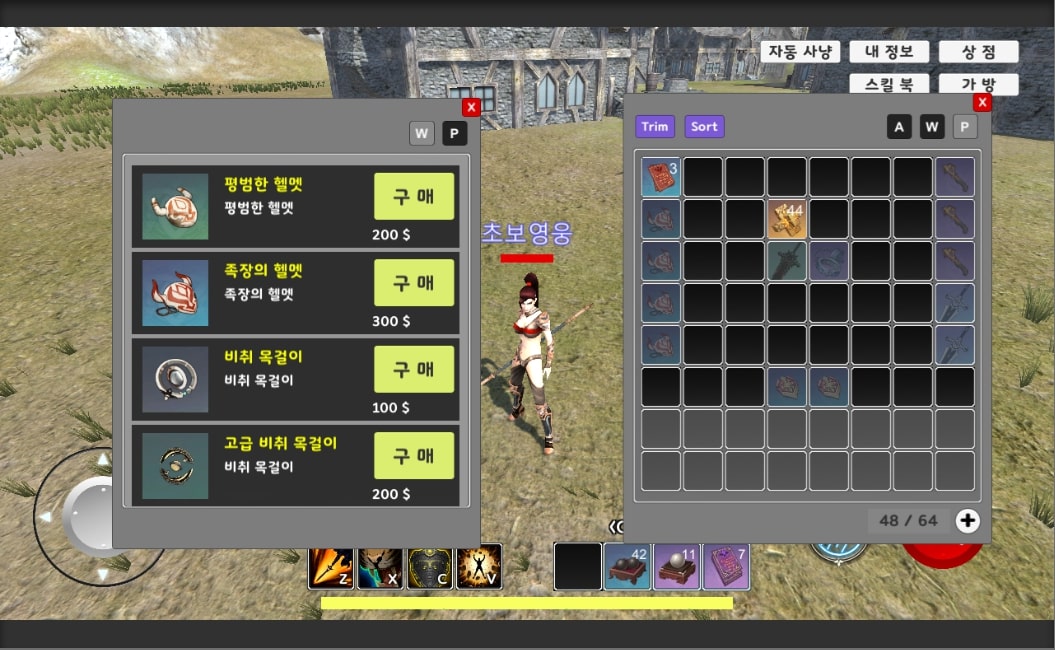 자동 사냥
내 정보
상 점
스킬 북
가 방
X
W
P
평범한 헬멧
평범한 헬멧
구 매
200 $
족장의 헬멧
족장의 헬멧
구 매
300 $
비취 목걸이
비취 목걸이
구 매
100 $
고급 비취 목걸이
비취 목걸이
구 매
200 $
초보영웅
X
Trim
Sort
A
W
P
3
44
48 / 64
Z
X
C
V
42
11
7